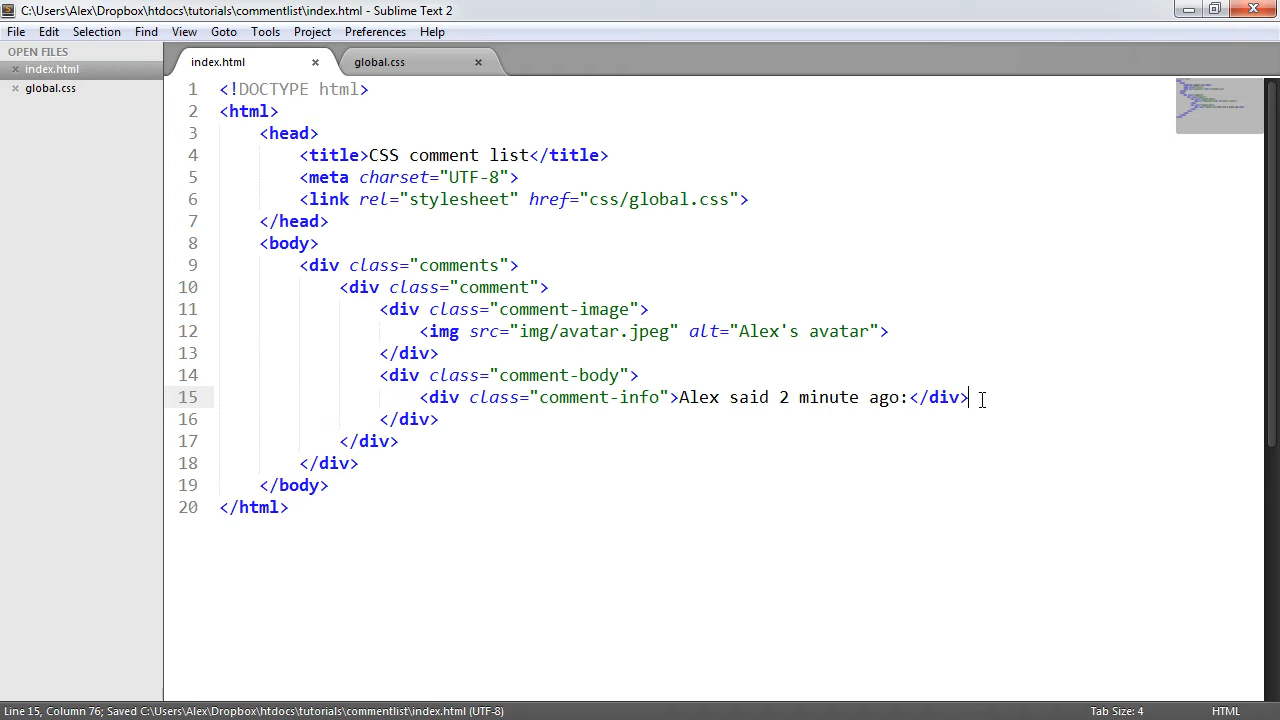 C:\Users\Alex\Dropbox\htdocs\tutorials\commentlist\index.html - Sublime Text 2
File Edit Selection Find View Goto Tools Project Preferences Help
OPEN FILES
index.html
global.css
index.html global.css
1 <!DOCTYPE html>
2 <html>
3 <head>
4 <title>CSS comment list</title>
5 <meta charset="UTF-8">
6 <link rel="stylesheet" href="css/global.css">
7 </head>
8 <body>
9 <div class="comments">
10 <div class="comment">
11 <div class="comment-image">
12 <img src="img/avatar.jpeg" alt="Alex's avatar">
13 </div>
14 <div class="comment-body">
15 <div class="comment-info">Alex said 2 minute ago:</div>
16 </div>
17 </div>
18 </div>
19 </body>
20 </html>
Line 15, Column 76; Saved C:\Users\Alex\Dropbox\htdocs\tutorials\commentlist\index.html (UTF-8) Tab Size: 4 HTML